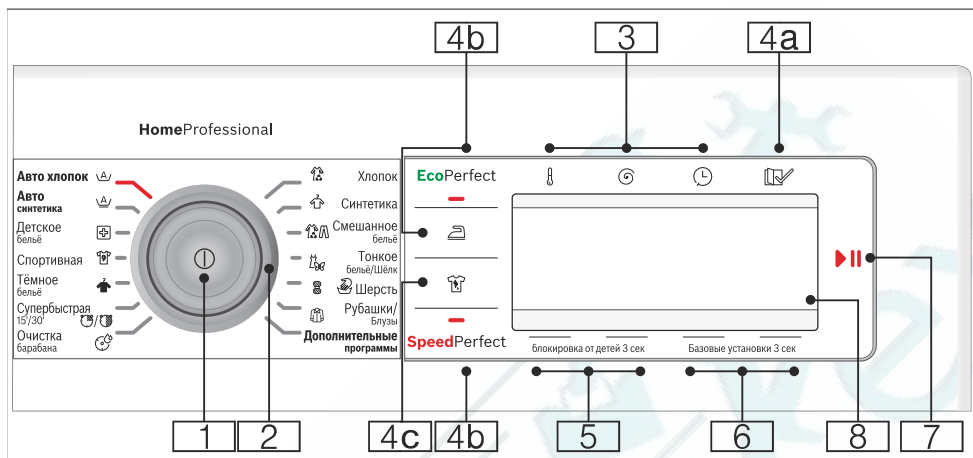 4b
3
4a
HomeProfessional
Авто хлопок
Авто
синтетика
Детское
бельё
Спортивная
Тёмное
бельё
Супербыстрая
15'/30'
Очистка
барабана
Хлопок
Синтетика
Смешанное
бельё
Тонкое
бельё/Шёлк
Шерсть
Рубашки/
Блузы
Дополнительные
программы
EcoPerfect
SpeedPerfect
блокировка от детей 3 сек
Базовые установки 3 сек
1
2
4c
4b
5
6
8
7